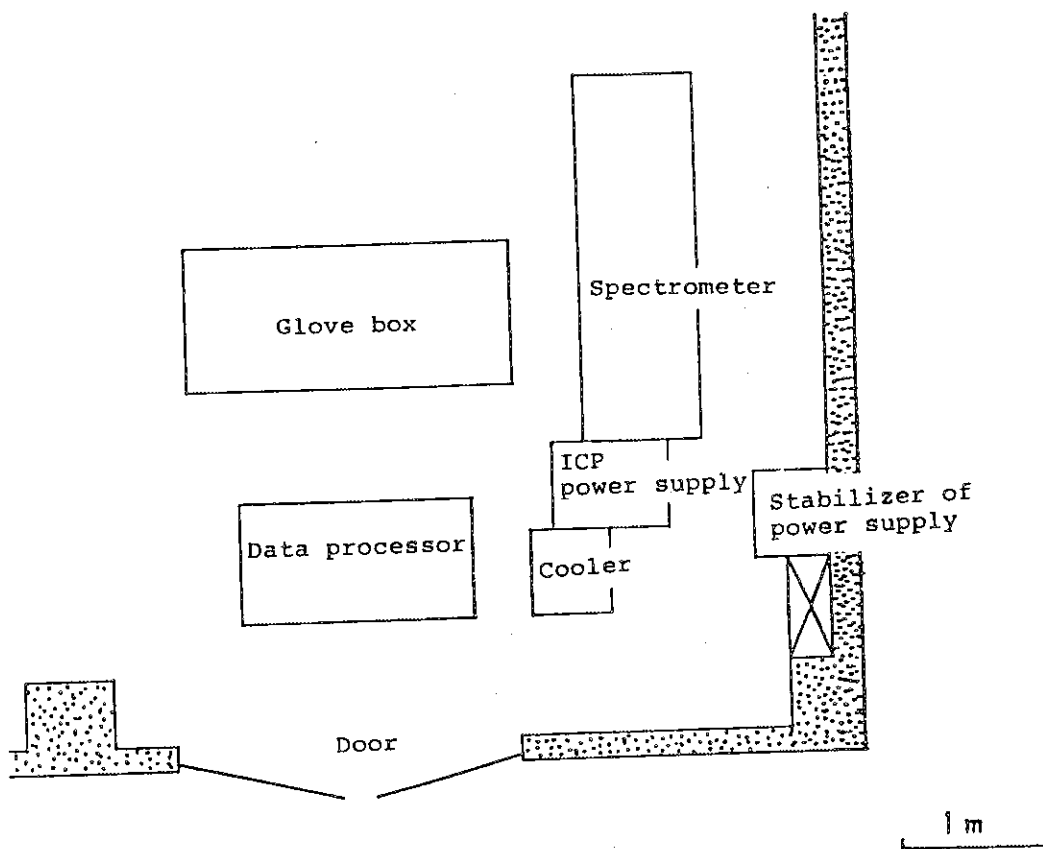 Spectrometer
Glove box
ICP
power supply
Stabilizer of
power supply
Data processor
Cooler
Door
1 m